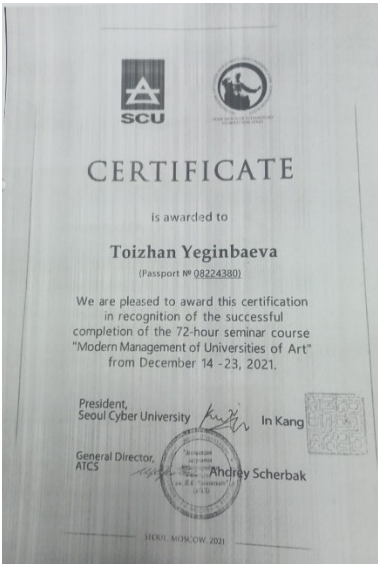 SCU
CERTIFICATE
is awarded to
Toizhan Yeginbaeva
(Passport № 08224380)
We are pleased to award this certification
in recognition of the successful
completion of the 72-hour seminar course
"Modern Management of Universities of Art"
from December 14 -23, 2021.
President,
Seoul Cyber University
In Kang
General Director,
ATCS
Andrey Scherbak
SEOUL, MOSCOW, 2021